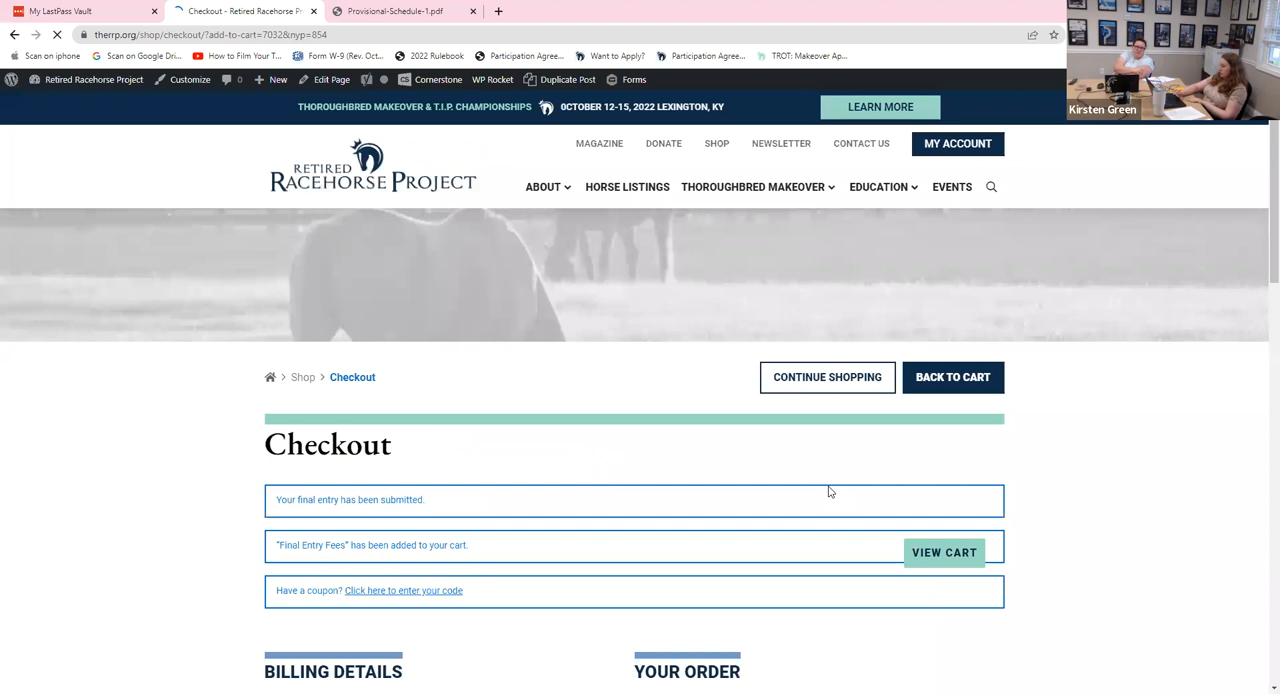 My LastPass Vault
Checkout - Retired Racehorse Pr
Provisional-Schedule-1.pdf
therrp.org/shop/checkout/?add-to-cart=7032&nyp=854
Scan on iphone
Scan on Google Dri...
How to Film Your T...
Form W-9 (Rev. Oct...
2022 Rulebook
Participation Agree...
Want to Apply?
Participation Agree...
TROT: Makeover Ap...
Retired Racehorse Project
Customize
0
New
Edit Page
CS Cornerstone
WP Rocket
Duplicate Post
Forms
Kirsten Green
THOROUGHBRED MAKEOVER & T.I.P. CHAMPIONSHIPS
OCTOBER 12-15, 2022 LEXINGTON, KY
LEARN MORE
MAGAZINE
DONATE
SHOP
NEWSLETTER
CONTACT US
MY ACCOUNT
RETIRED
RACEHORSE PROJECT
ABOUT
HORSE LISTINGS
THOROUGHBRED MAKEOVER
EDUCATION
EVENTS
Shop
Checkout
CONTINUE SHOPPING
BACK TO CART
Checkout
Your final entry has been submitted.
"Final Entry Fees" has been added to your cart.
VIEW CART
Have a coupon? Click here to enter your code
BILLING DETAILS
YOUR ORDER